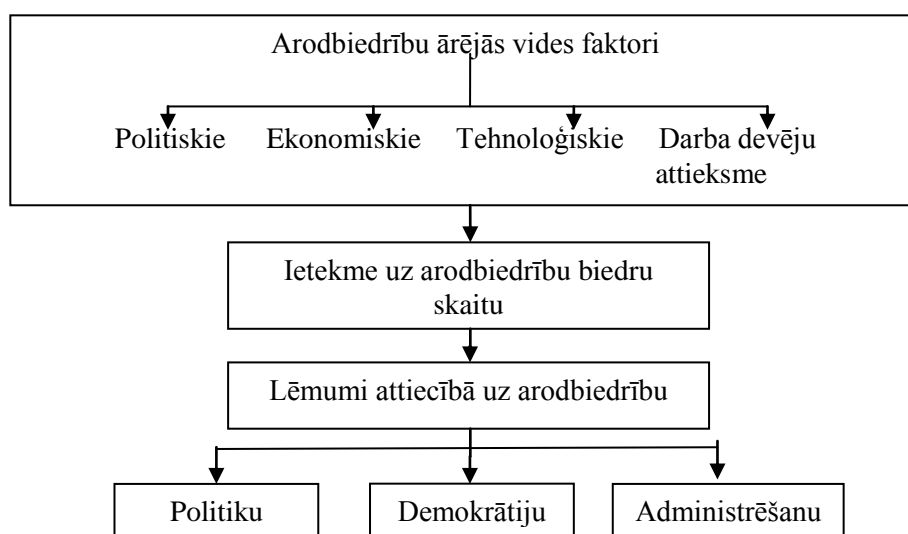 Arodbiedrību ārējās vides faktori
Politiskie Ekonomiskie Tehnoloģiskie Darba devēju
attieksme
Ietekme uz arodbiedrību biedru
skaitu
Lēmumi attiecībā uz arodbiedrību
Politiku Demokrātiju Administrēšanu